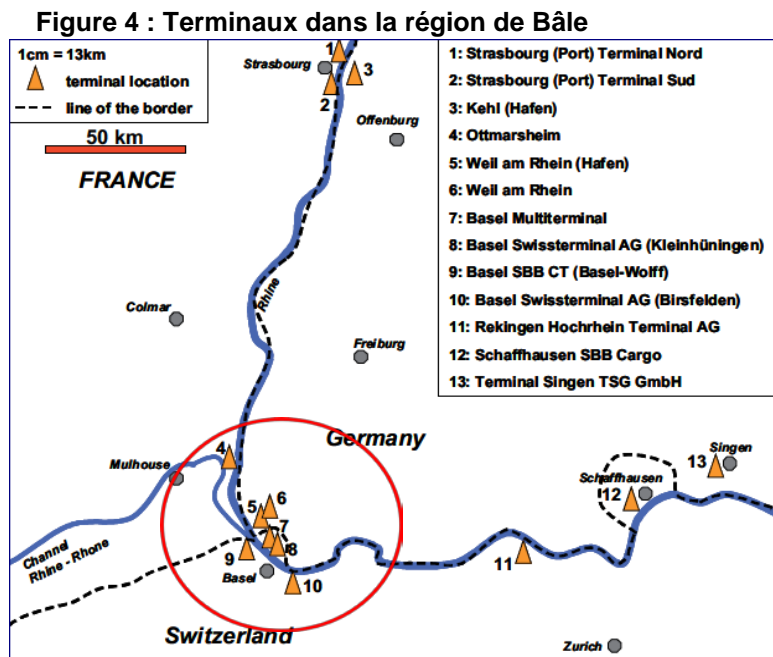 Figure 4 : Terminaux dans la région de Bâle
1cm = 13km
terminal location
line of the border
50 km
FRANCE
1: Strasbourg (Port) Terminal Nord
2: Strasbourg (Port) Terminal Sud
3: Kehl (Hafen)
4: Ottmarsheim
5: Weil am Rhein (Hafen)
6: Weil am Rhein
7: Basel Multiterminal
8: Basel Swissterminal AG (Kleinhüningen)
9: Basel SBB CT (Basel-Wolff)
10: Basel Swissterminal AG (Birsfelden)
11: Rekingen Hochrhein Terminal AG
12: Schaffhausen SBB Cargo
13: Terminal Singen TSG GmbH
1
Strasbourg
3
2
Offenburg
Rhine
Colmar
Freiburg
Germany
4
Mulhouse
13
Singen
Schaffhausen
12
6
5
7
8
9
Basel
10
11
Channel
Rhine - Rhone
Switzerland
Zurich